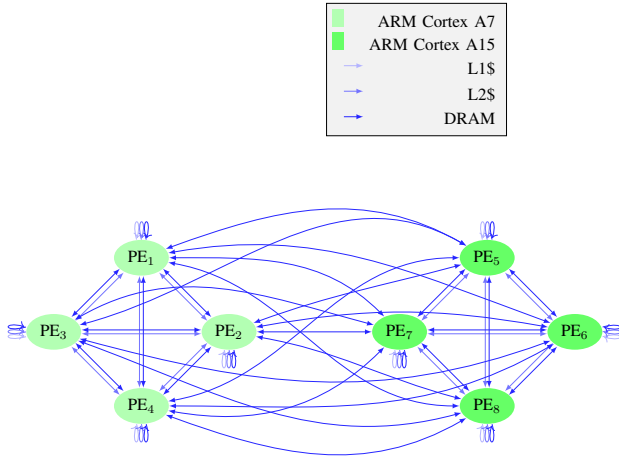 ARM Cortex A7
ARM Cortex A15
L1$
L2$
DRAM
PE1
PE5
PE3
PE2
PE7
PE6
PE4
PE8